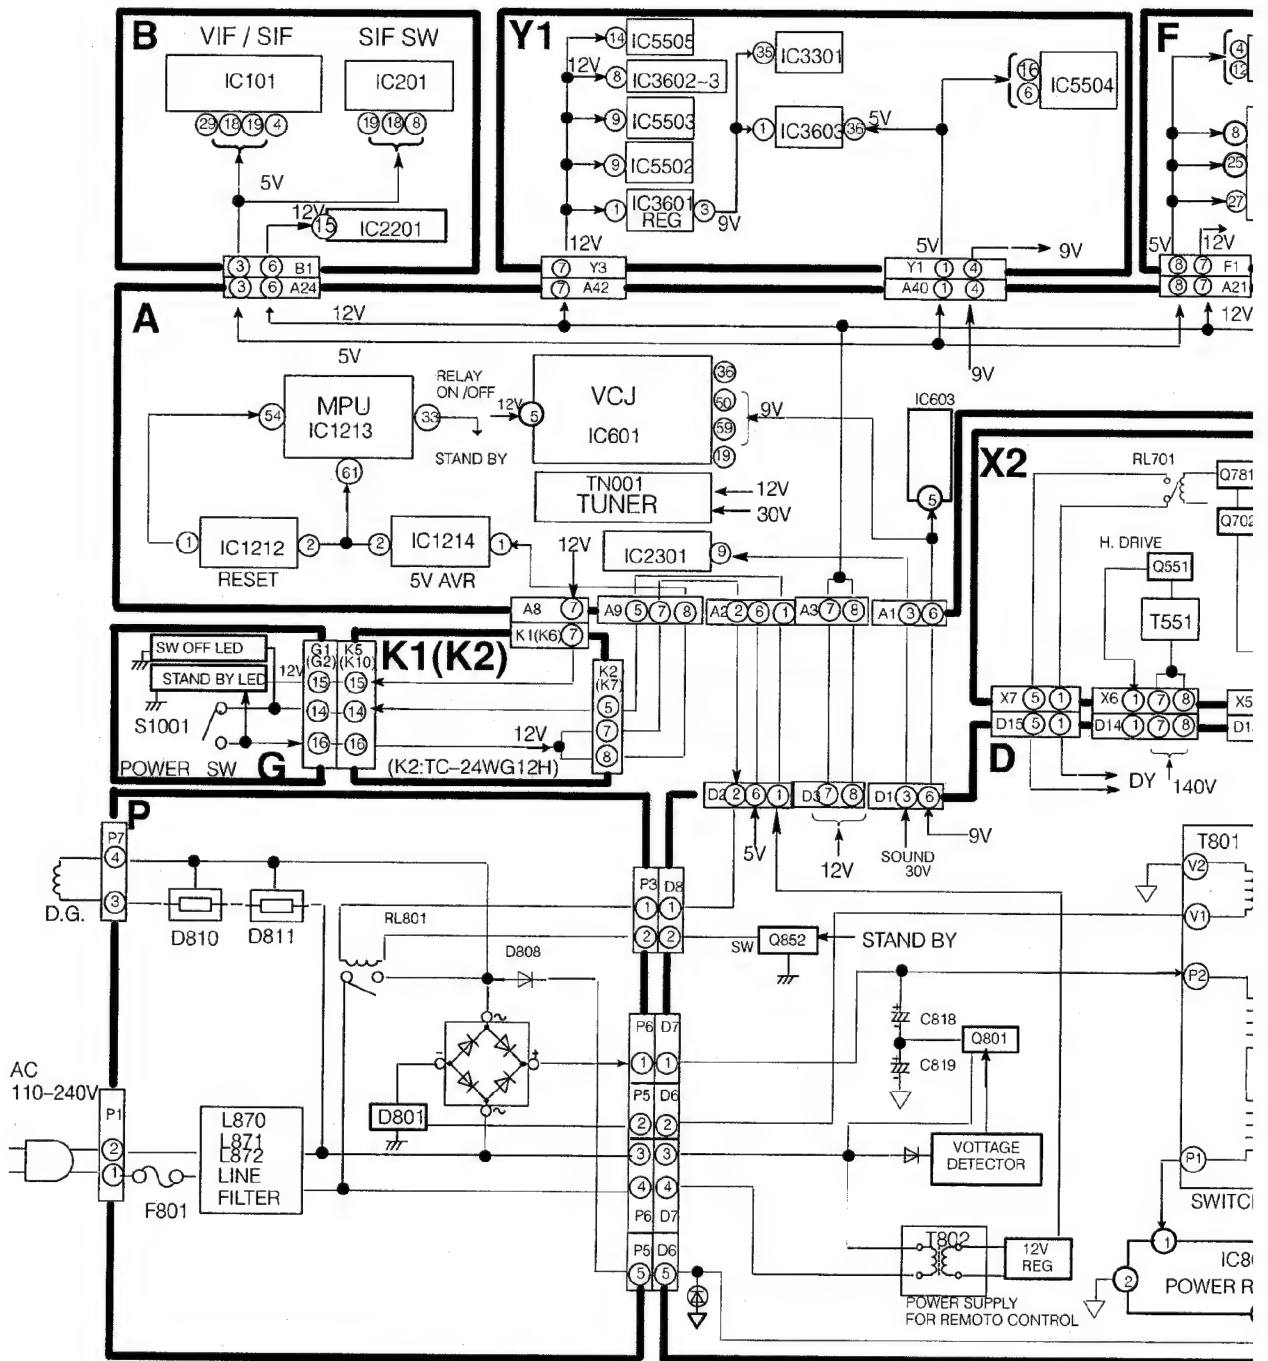 B
VIF / SIF
SIF SW
IC101
IC201
29 18 19 4
19 18 8
5V
12V
15 IC2201
3 6 B1
3 6 A24
Y1
14 IC5505
12V
8 IC3602~3
9 IC5503
9 IC5502
1 IC3601 3
REG
9V
35 IC3301
1 IC3603 36
5V
16
6
IC5504
12V
7 Y3
7 A42
5V
9V
Y1 1 4
A40 1 4
F
4
12
8
25
27
5V
12V
8 7 F1
8 7 A21
A
12V
12V
5V
9V
54 MPU 33
IC1213
61
RELAY
ON /OFF
STAND BY
12V
5
VCJ
IC601
36
50
59
19
9V
IC603
5
TN001
TUNER
12V
30V
1 IC1212 2
RESET
2 IC1214 1
5V AVR
12V
IC2301 9
A8 7
A9 5 7 8
A2 2 6 1
A3 7 8
A1 3 6
K1(K6) 7
X2
RL701
Q781
Q702
H. DRIVE
Q551
T551
X7 5 1
D15 5 1
X6 1 7 8
D14 1 7 8
X5
D
DY
140V
SW OFF LED
STAND BY LED
12V
S1001
POWER SW
G
G1
(G2)
K5
(K10)
15 15
14 14
16 16
K1(K2)
K2
(K7)
5
7
8
12V
(K2:TC-24WG12H)
D2 2 6 1
D3 7 8
D1 3 6
5V
12V
SOUND
30V
9V
P
P7
4
3
D.G.
D810
D811
RL801
D808
P3 D8
1 1
2 2
SW
Q852
STAND BY
T801
V2
V1
P2
P1
SWITC
C818
C819
Q801
P6 D7
1 1
P5 D6
2 2
3 3
4 4
P6 D7
P5 D6
5 5
~
-
+
~
D801
AC
110-240V
P1
2
1
F801
L870
L871
L872
LINE
FILTER
VOTTAGE
DETECTOR
T802
12V
REG
POWER SUPPLY
FOR REMOTO CONTROL
1
2
IC80
POWER R